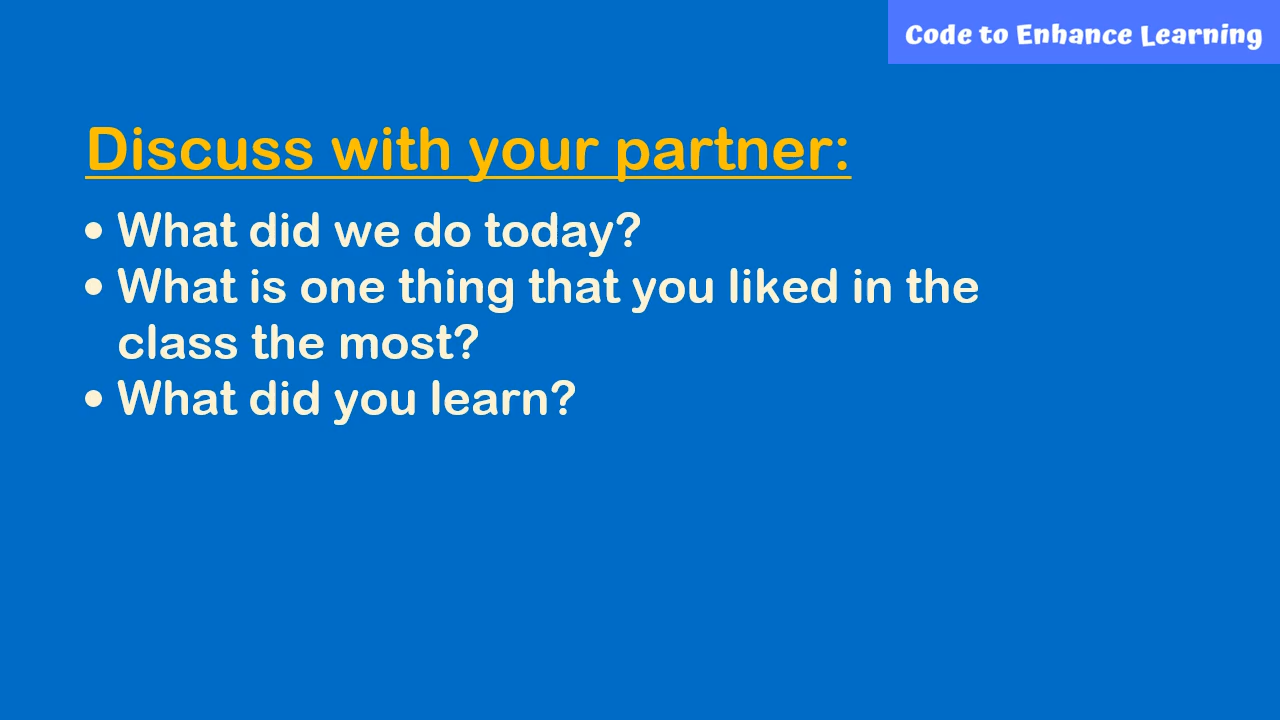 Code to Enhance Learning
Discuss with your partner:
• What did we do today?
• What is one thing that you liked in the
class the most?
• What did you learn?